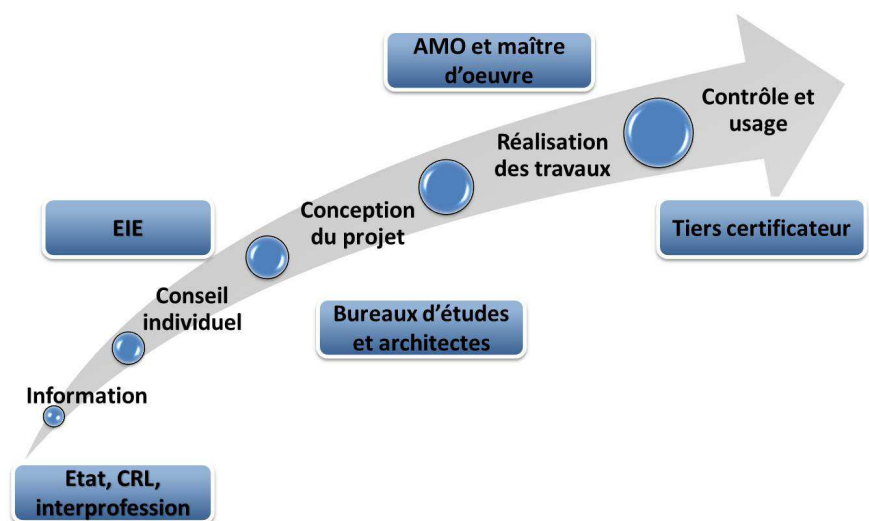 AMO et maître
d'oeuvre
Contrôle et
usage
Réalisation
des travaux
EIE
Conception
du projet
Tiers certificateur
Conseil
individuel
Bureaux d'études
et architectes
Information
Etat, CRL,
interprofession